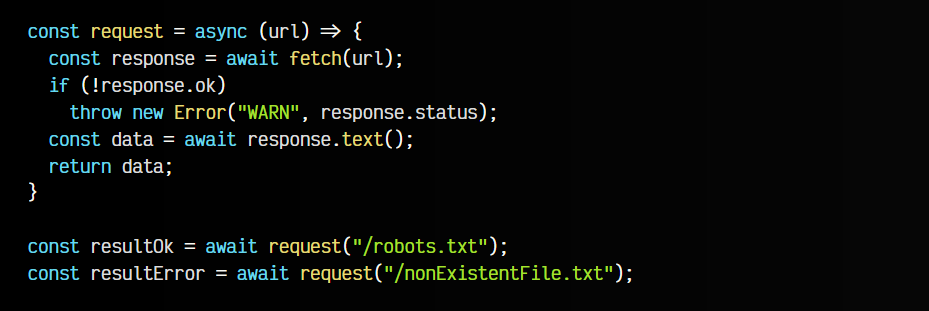 const request = async (url) => {
  const response = await fetch(url);
  if (!response.ok)
    throw new Error("WARN", response.status);
  const data = await response.text();
  return data;
}

const resultOk = await request("/robots.txt");
const resultError = await request("/nonExistentFile.txt");